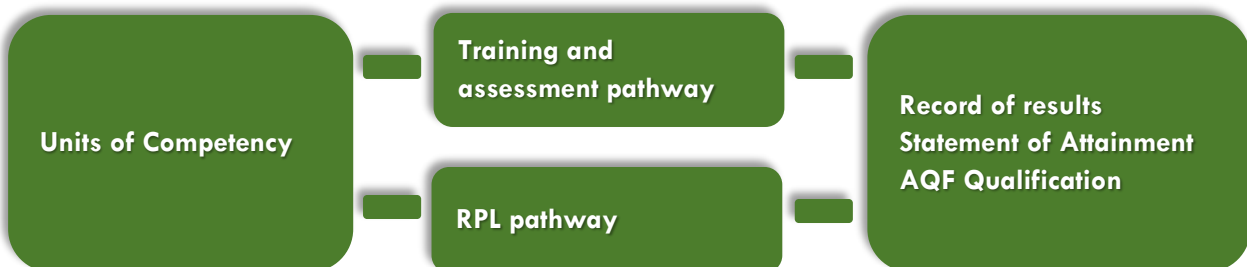 Units of Competency
Training and
assessment pathway
RPL pathway
Record of results
Statement of Attainment
AQF Qualification